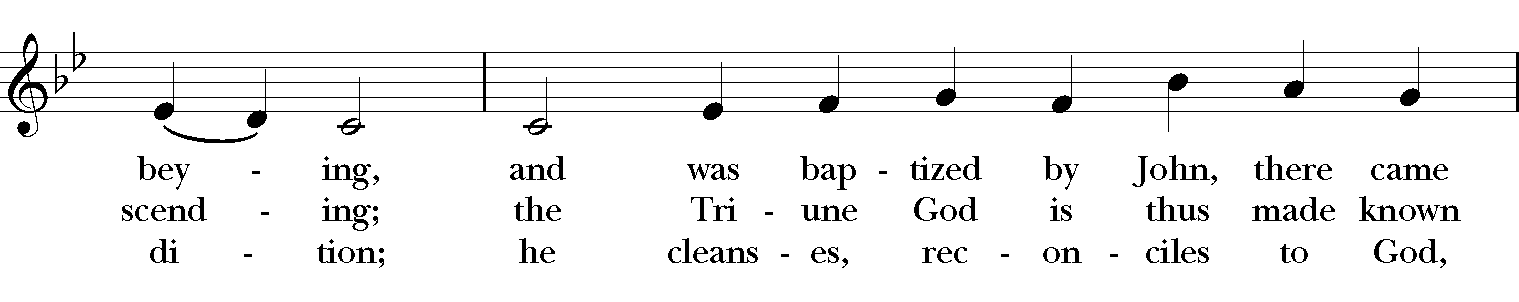 bey - ing, and was bap - tized by John, there came
scend - ing; the Tri - une God is thus made known
di - tion; he cleans - es, rec - on - ciles to God,